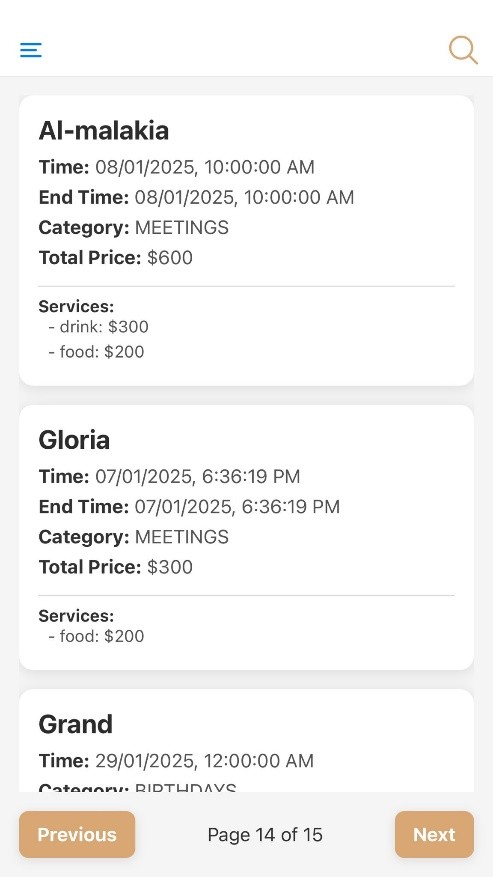 Al-malakia
Time: 08/01/2025, 10:00:00 AM
End Time: 08/01/2025, 10:00:00 AM
Category: MEETINGS
Total Price: $600
Services:
- drink: $300
- food: $200
Gloria
Time: 07/01/2025, 6:36:19 PM
End Time: 07/01/2025, 6:36:19 PM
Category: MEETINGS
Total Price: $300
Services:
- food: $200
Grand
Time: 29/01/2025, 12:00:00 AM
Category: BIRTHDAYS
Previous
Page 14 of 15
Next